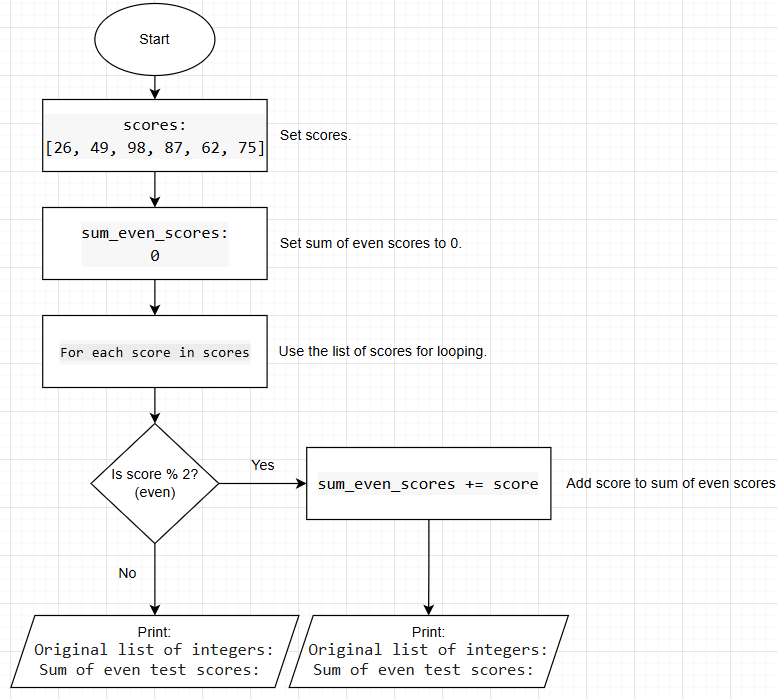 Start
scores:
[26, 49, 98, 87, 62, 75]
Set scores.
sum_even_scores:
0
Set sum of even scores to 0.
For each score in scores
Use the list of scores for looping.
Is score % 2?
(even)
Yes
sum_even_scores += score
Add score to sum of even scores
No
Print:
Original list of integers:
Sum of even test scores:
Print:
Original list of integers:
Sum of even test scores: